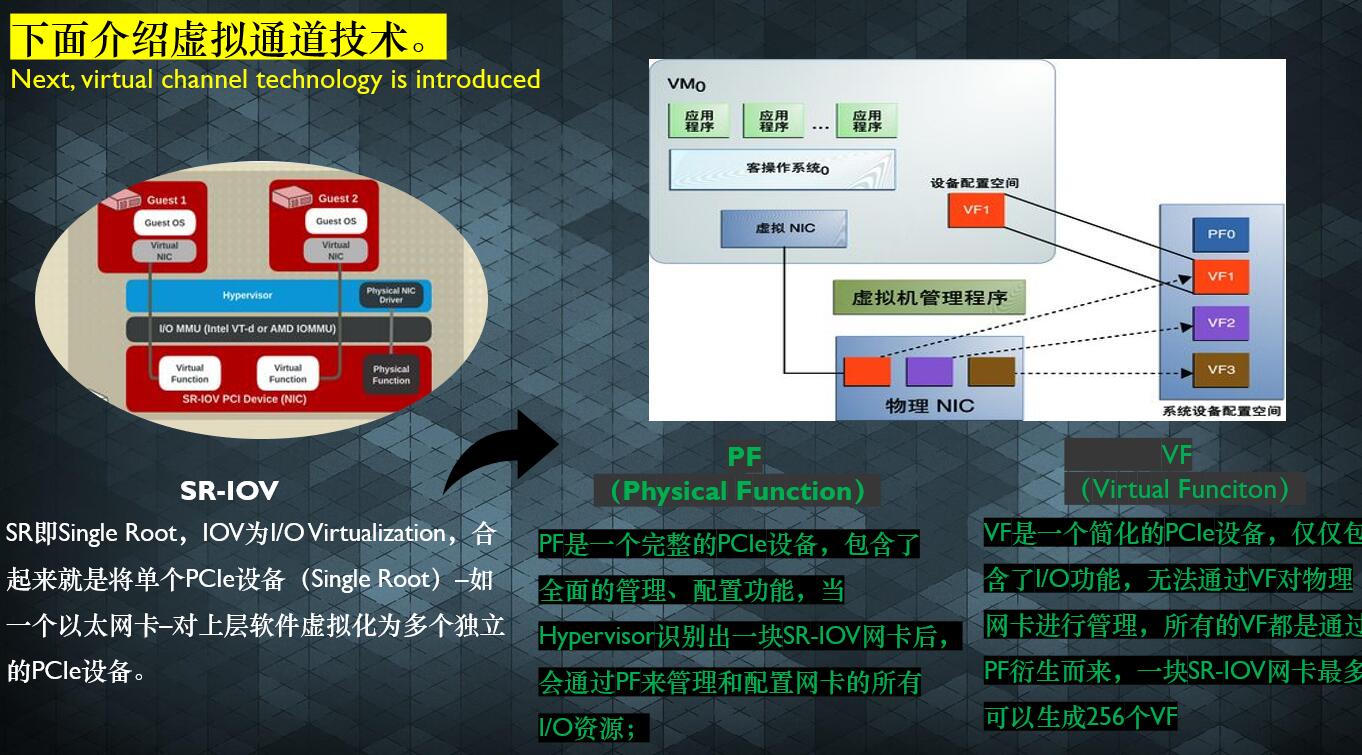 下面介绍虚拟通道技术。
Next, virtual channel technology is introduced
Guest 1
Guest OS
Virtual
NIC
Guest 2
Guest OS
Virtual
NIC
Hypervisor
Physical NIC
Driver
I/O MMU (Intel VT-d or AMD IOMMU)
Virtual
Function
Virtual
Function
Physical
Function
SR-IOV PCI Device (NIC)
VM0
应用
程序
应用
程序
...
应用
程序
客操作系统0
设备配置空间
VF1
虚拟 NIC
虚拟机管理程序
物理 NIC
PF0
VF1
VF2
VF3
系统设备配置空间
SR-IOV
SR即Single Root，IOV为I/O Virtualization，合
起来就是将单个PCIe设备（Single Root）–如
一个以太网卡–对上层软件虚拟化为多个独立
的PCIe设备。
PF
（Physical Function）
PF是一个完整的PCIe设备，包含了
全面的管理、配置功能，当
Hypervisor识别出一块SR-IOV网卡后，
会通过PF来管理和配置网卡的所有
I/O资源；
VF
（Virtual Funciton）
VF是一个简化的PCIe设备，仅仅包
含了I/O功能，无法通过VF对物理
网卡进行管理，所有的VF都是通过
PF衍生而来，一块SR-IOV网卡最多
可以生成256个VF